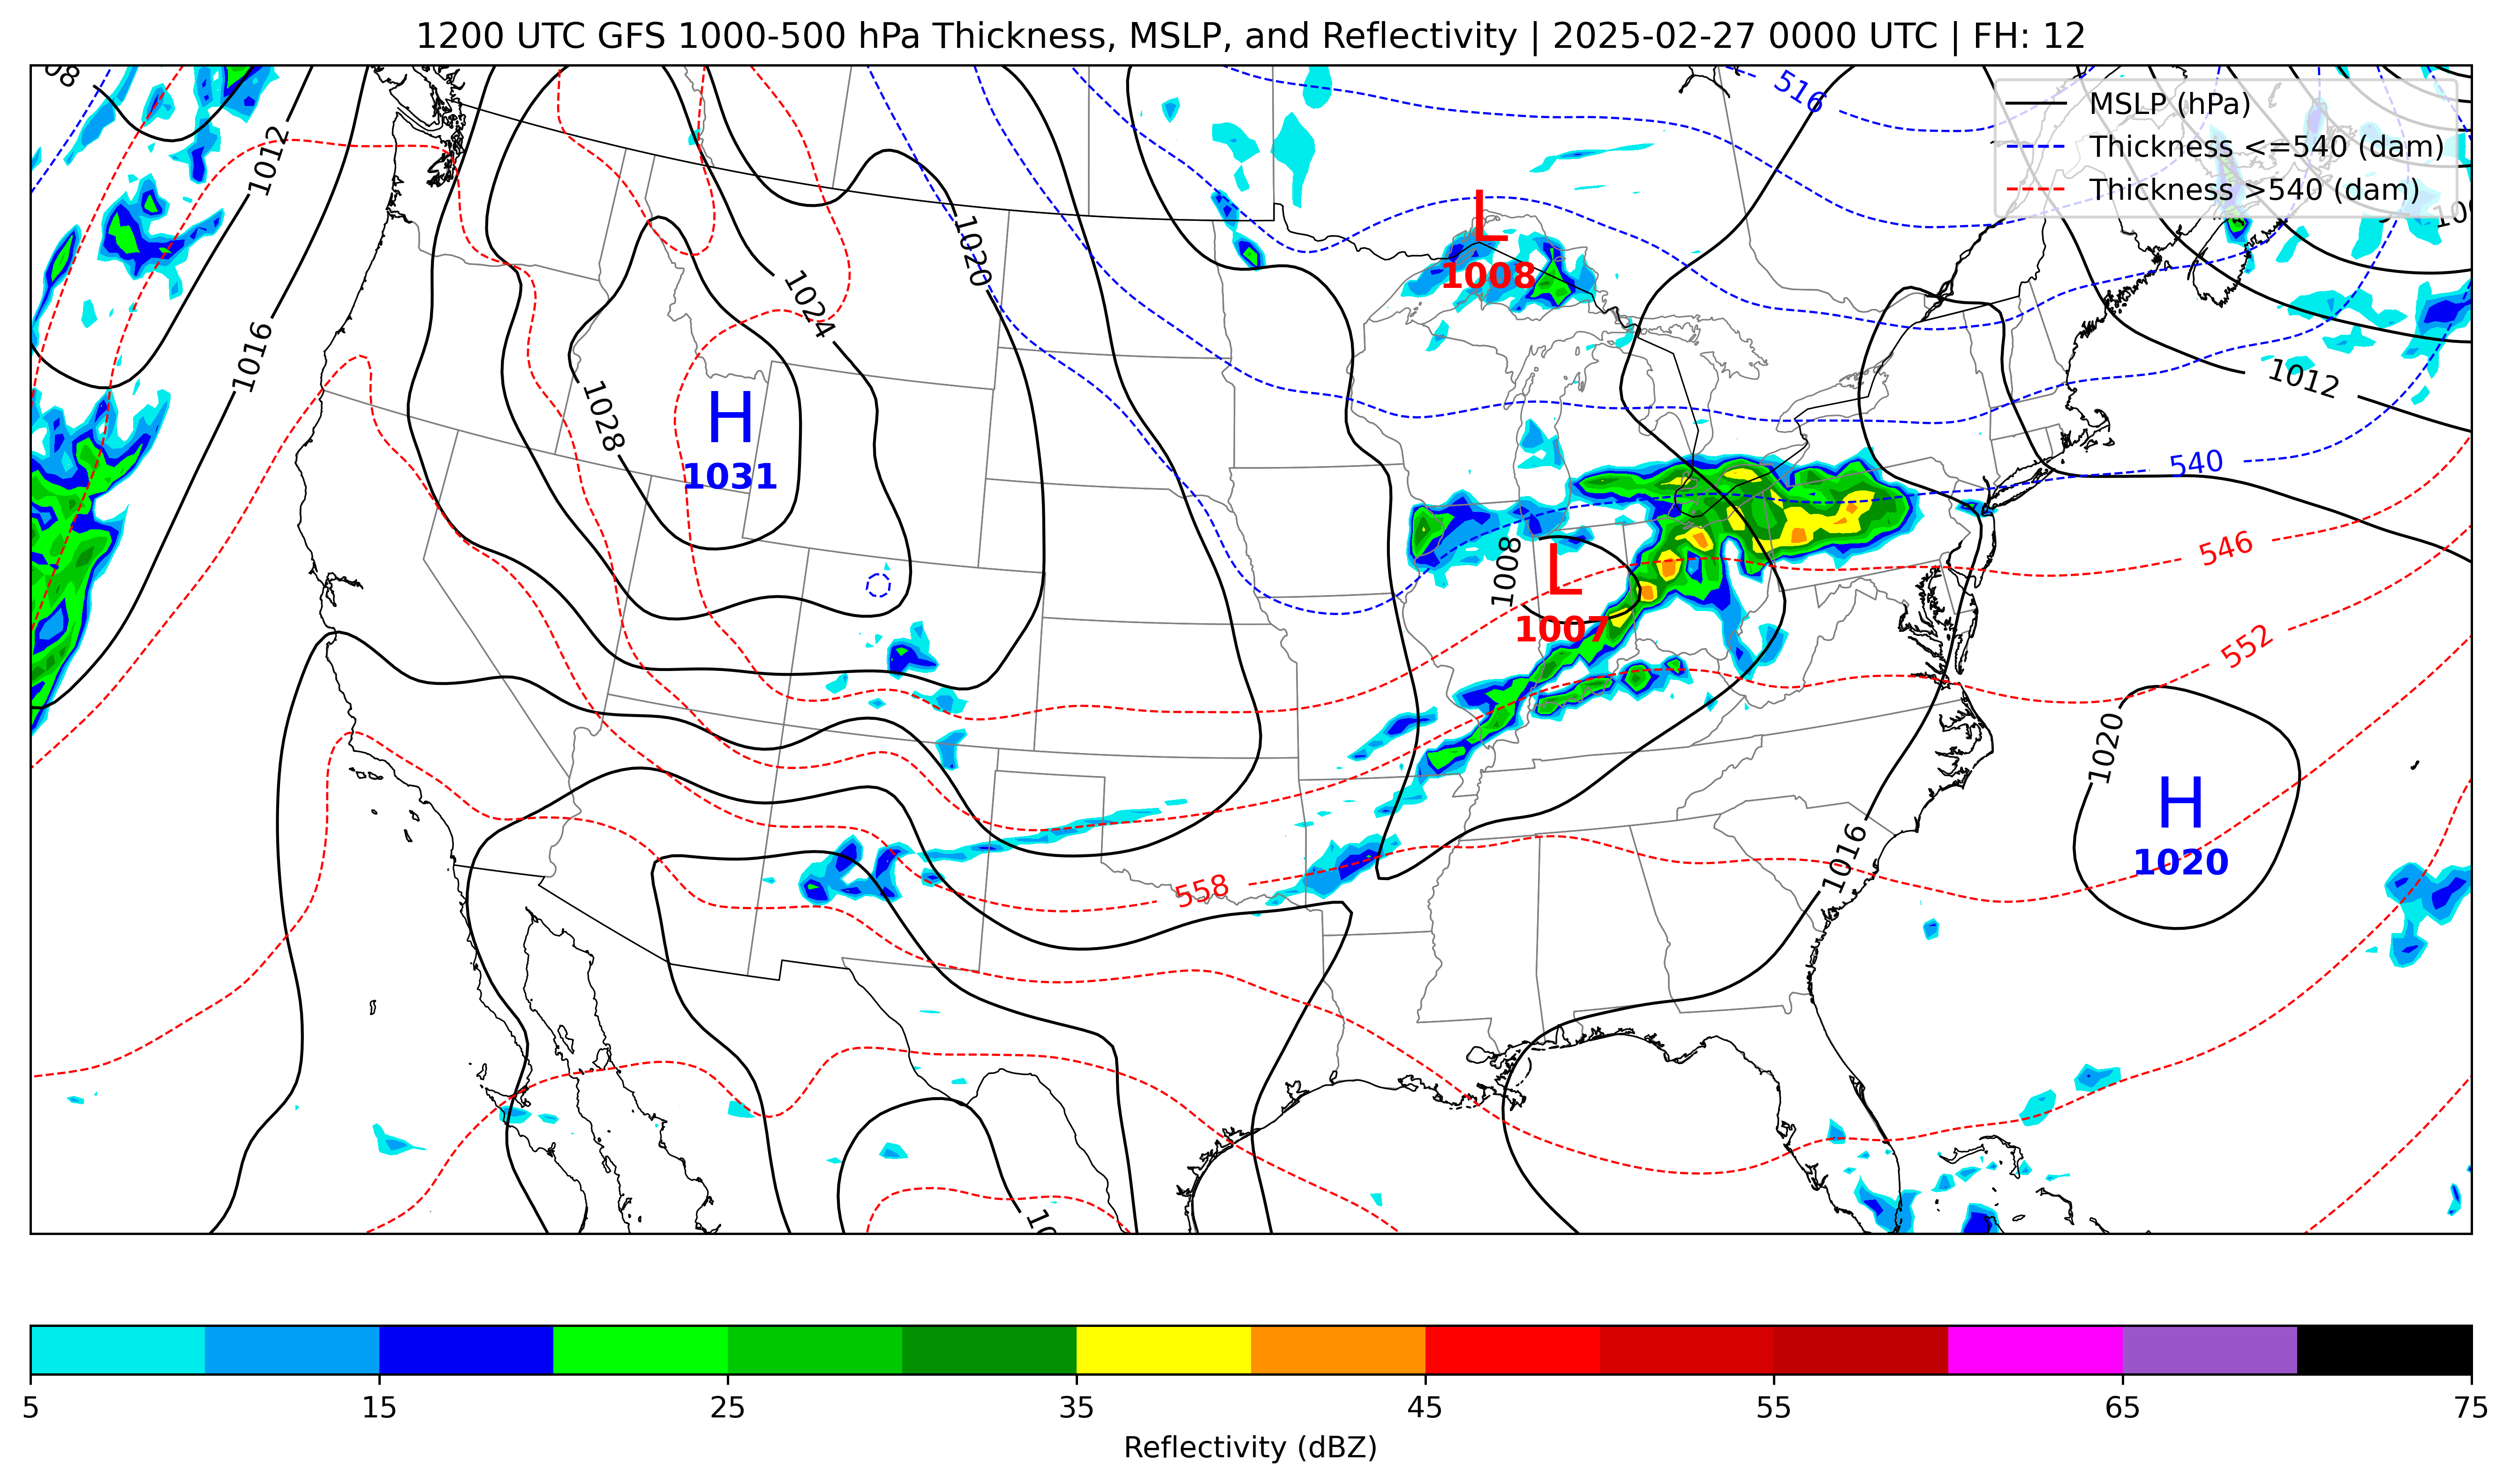 1200 UTC GFS 1000-500 hPa Thickness, MSLP, and Reflectivity | 2025-02-27 0000 UTC | FH: 12
MSLP (hPa)
Thickness <=540 (dam)
Thickness >540 (dam)
516
1012
1020
1016
1024
1028
L
1008
H
1031
1012
540
546
1008
L
1007
552
1020
H
1020
1016
558
5 15 25 35 45 55 65 75
Reflectivity (dBZ)